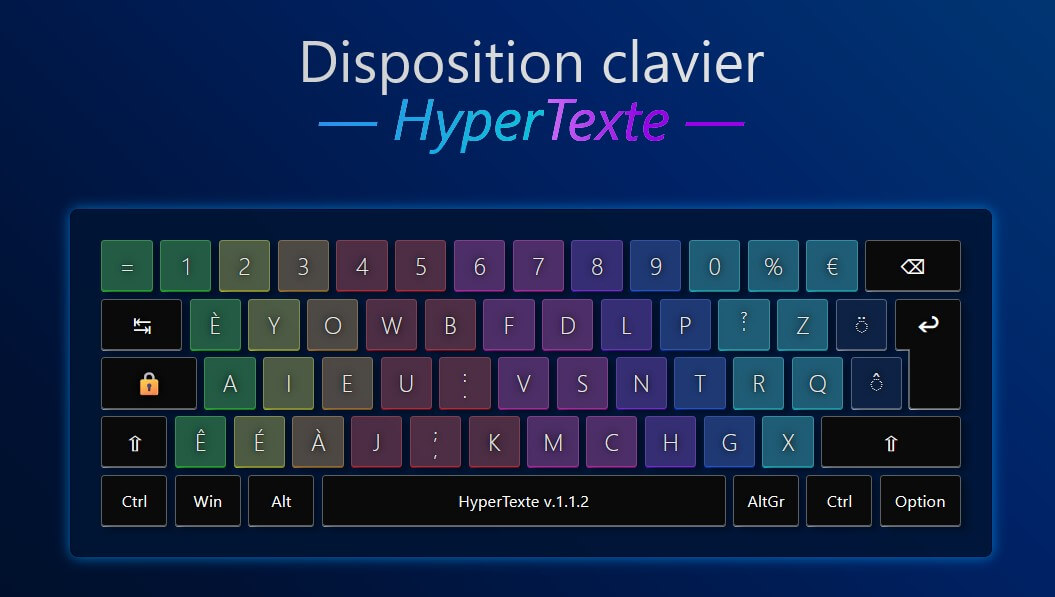 Disposition clavier
— HyperTexte —
= 1 2 3 4 5 6 7 8 9 0 % € ⌫
↹ È Y O W B F D L P ? ! Z ◌̈ ↩
🔒 A I E U : . V S N T R Q ◌̂
⇧ Ê É À J ; , K M C H G X ⇧
Ctrl Win Alt HyperTexte v.1.1.2 AltGr Ctrl Option